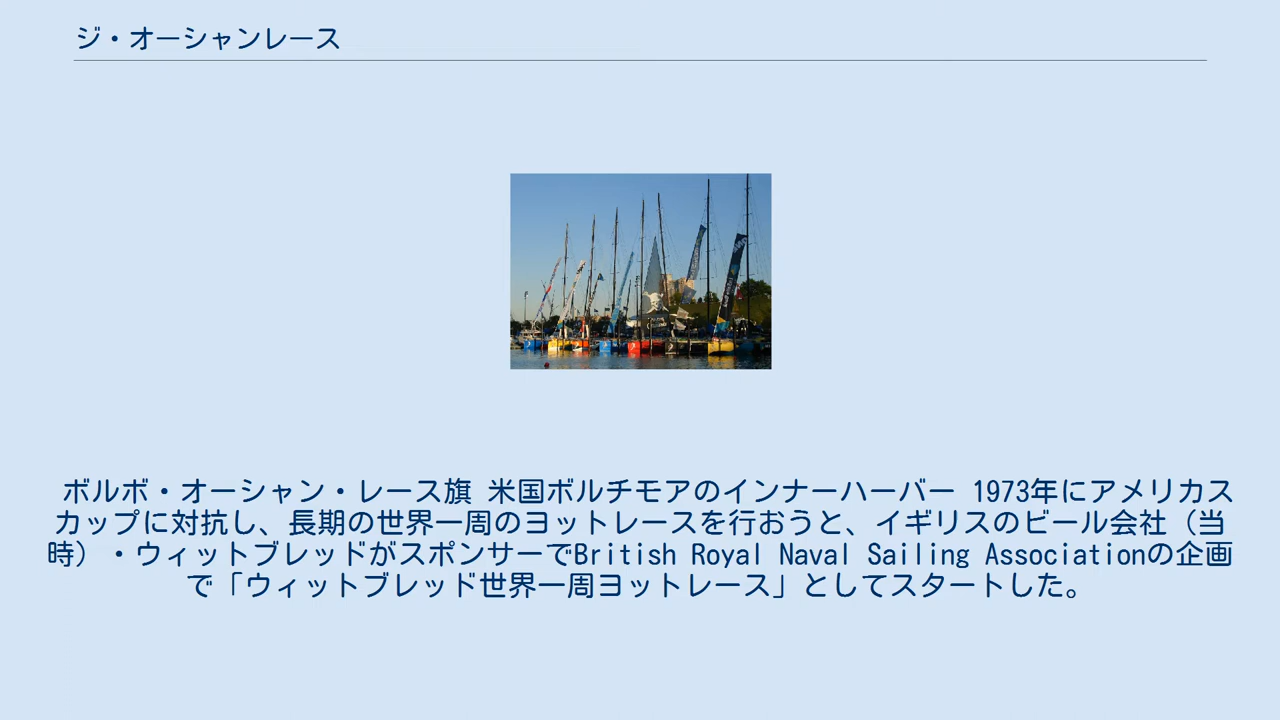 ジ・オーシャンレース
ボルボ・オーシャン・レース旗 米国ボルチモアのインナーハーバー 1973年にアメリカス
カップに対抗し、長期の世界一周のヨットレースを行おうと、イギリスのビール会社（当
時）・ウィットブレッドがスポンサーでBritish Royal Naval Sailing Associationの企画
で「ウィットブレッド世界一周ヨットレース」としてスタートした。